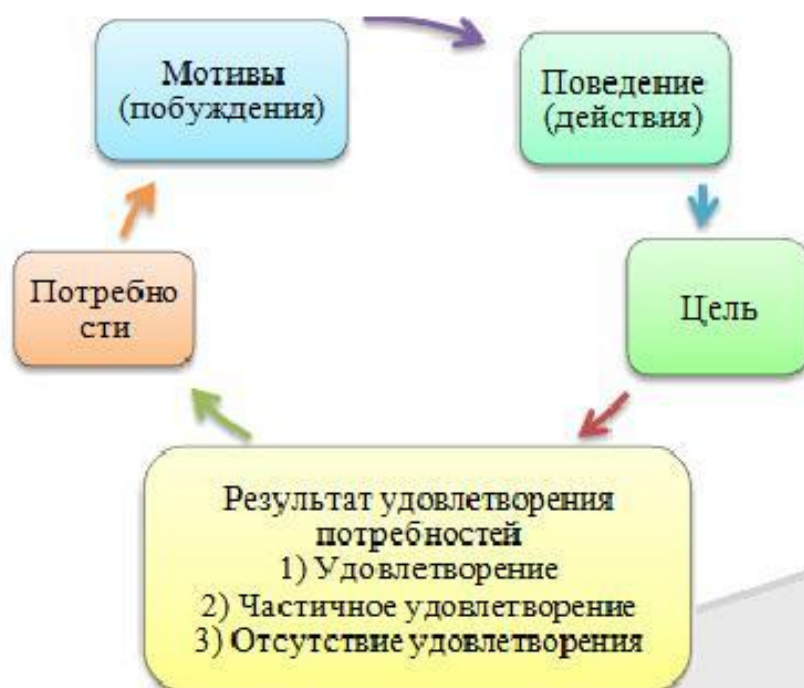 Мотивы
(побуждения)
Поведение
(действия)
Потребно
сти
Цель
Результат удовлетворения
потребностей
1) Удовлетворение
2) Частичное удовлетворение
3) Отсутствие удовлетворения